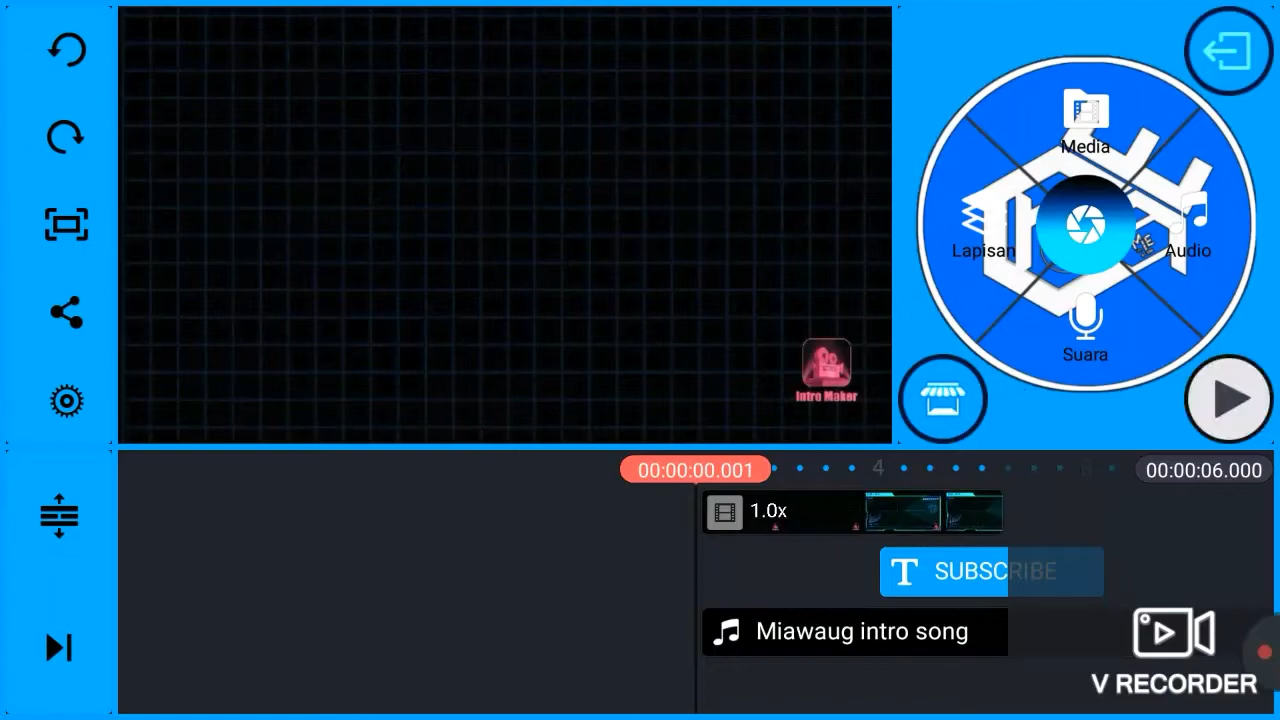 Media
Lapisan
ME
Audio
Suara
Intro Maker
00:00:00.001
4
00:00:06.000
1.0x
SUBSCRIBE
Miawaug intro song
V RECORDER